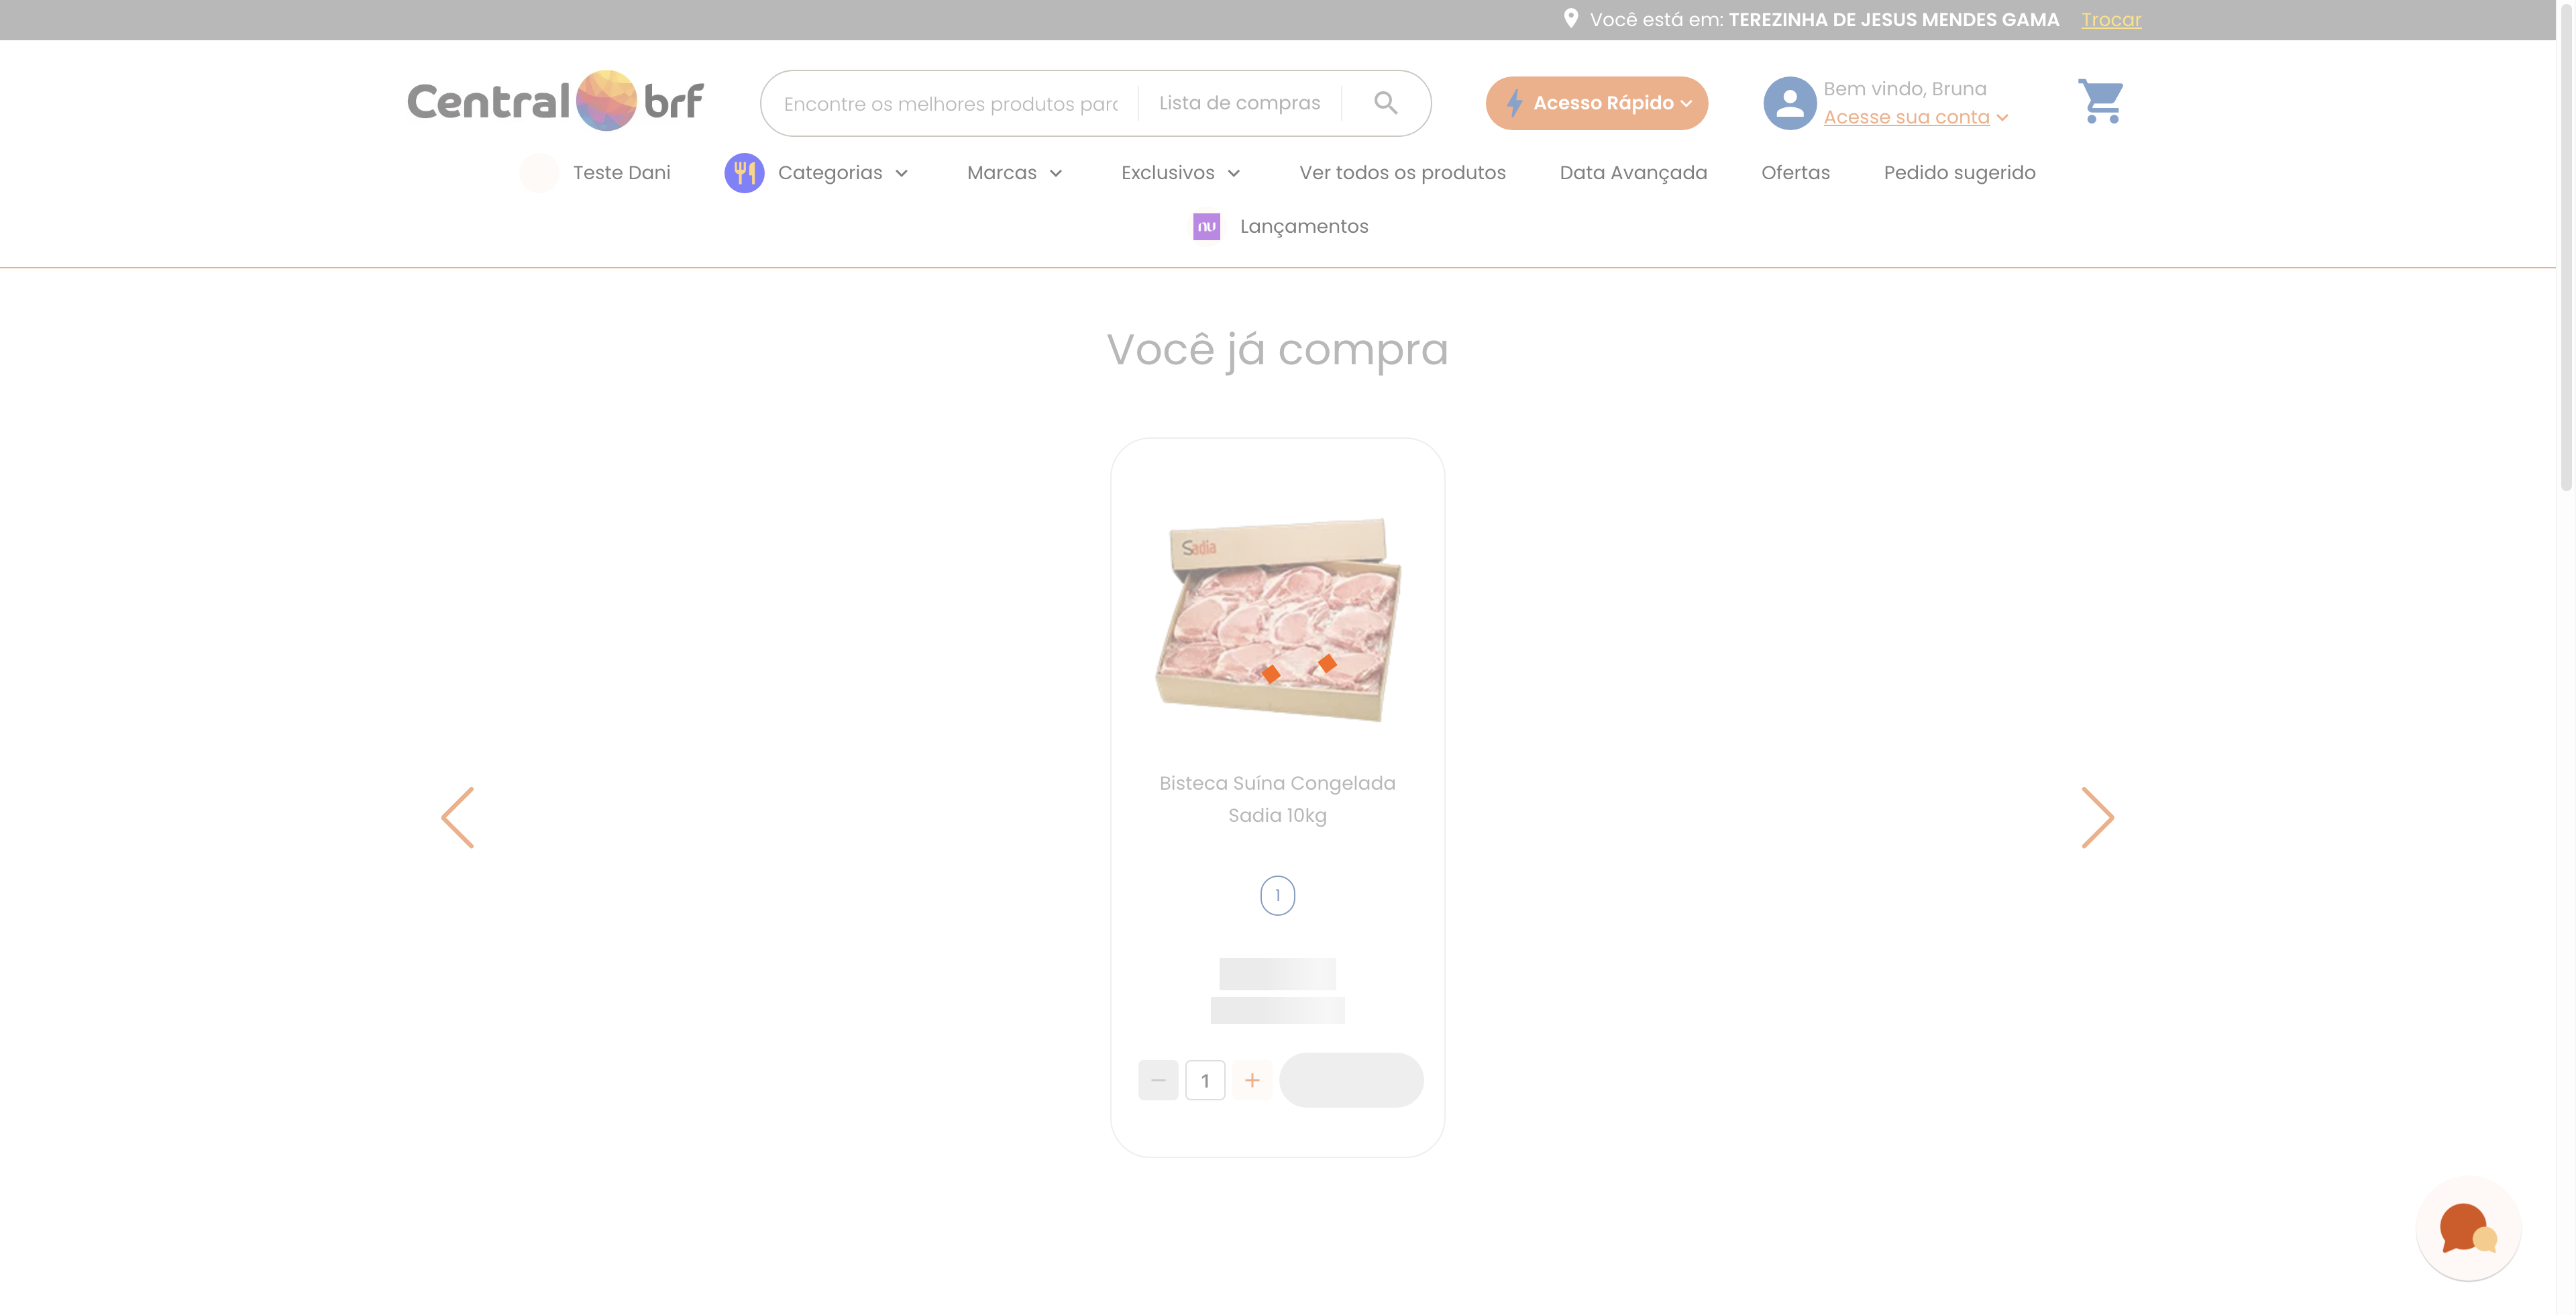 Você está em: TEREZINHA DE JESUS MENDES GAMA Trocar
Central brf
Encontre os melhores produtos para
Lista de compras
Acesso Rápido
Bem vindo, Bruna
Acesse sua conta
Teste Dani
Categorias
Marcas
Exclusivos
Ver todos os produtos
Data Avançada
Ofertas
Pedido sugerido
nu
Lançamentos
Você já compra
Sadia
Bisteca Suína Congelada
Sadia 10kg
1
1